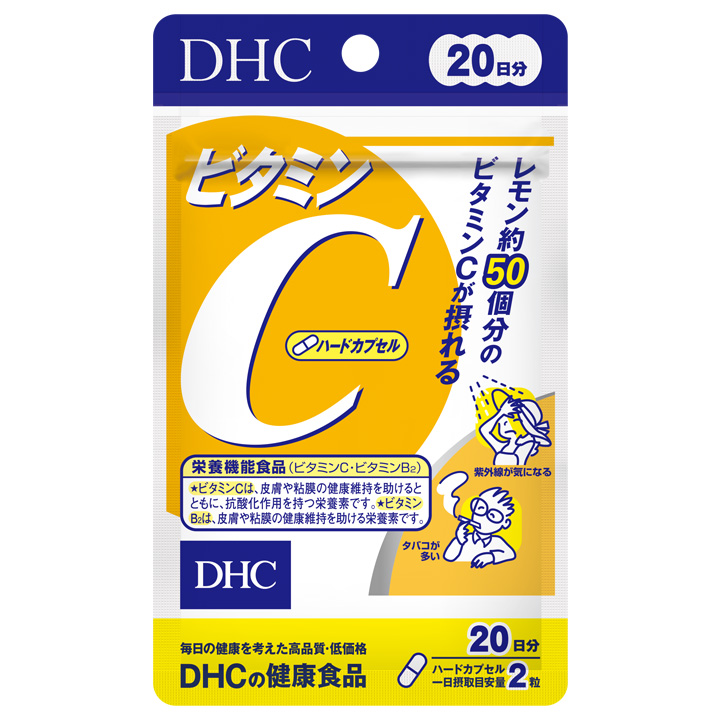 DHC
20日分
ビタミン
C
ハードカプセル
レモン約50個分の
ビタミンCが摂れる
紫外線が気になる
タバコが
多い
栄養機能食品(ビタミンC・ビタミンB2)
★ビタミンCは、皮膚や粘膜の健康維持を助けると
ともに、抗酸化作用を持つ栄養素です。★ビタミン
B2は、皮膚や粘膜の健康維持を助ける栄養素です。
DHC
毎日の健康を考えた高品質・低価格
DHCの健康食品
20日分
ハードカプセル
一日摂取目安量2粒